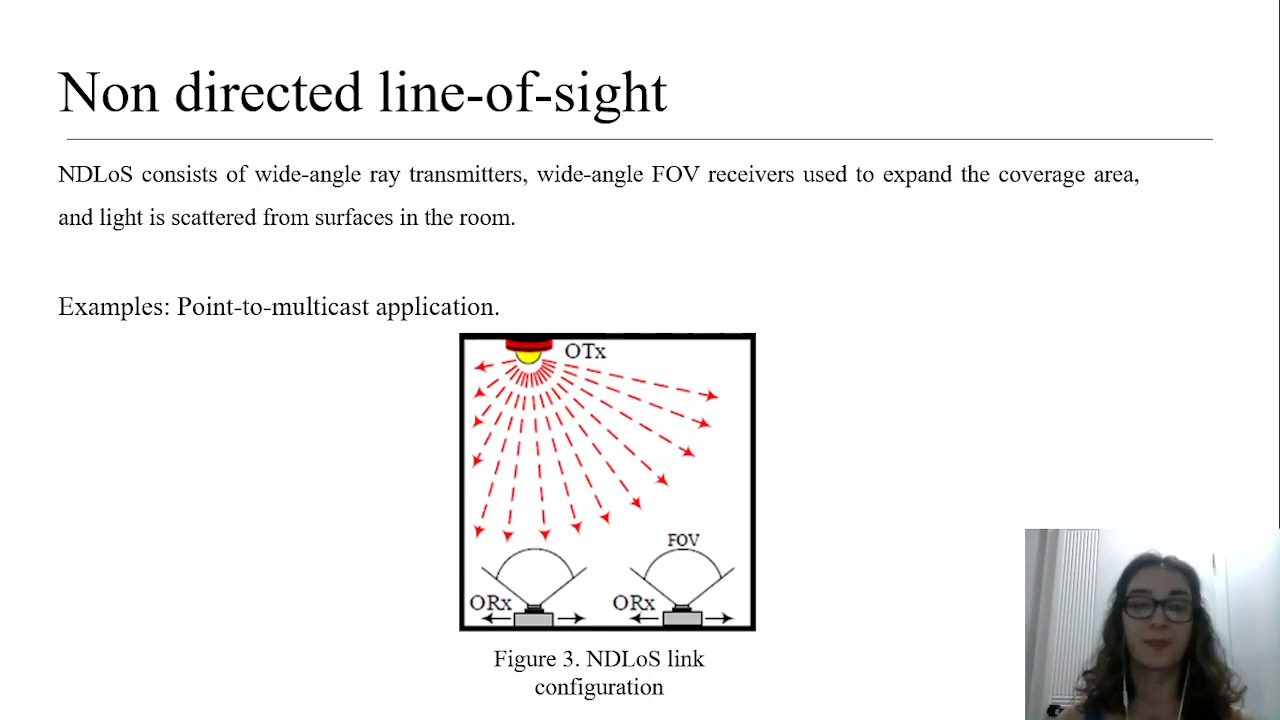 Non directed line-of-sight
NDLoS consists of wide-angle ray transmitters, wide-angle FOV receivers used to expand the coverage area,
and light is scattered from surfaces in the room.
Examples: Point-to-multicast application.
OTx
FOV
ORx
ORx
Figure 3. NDLoS link
configuration